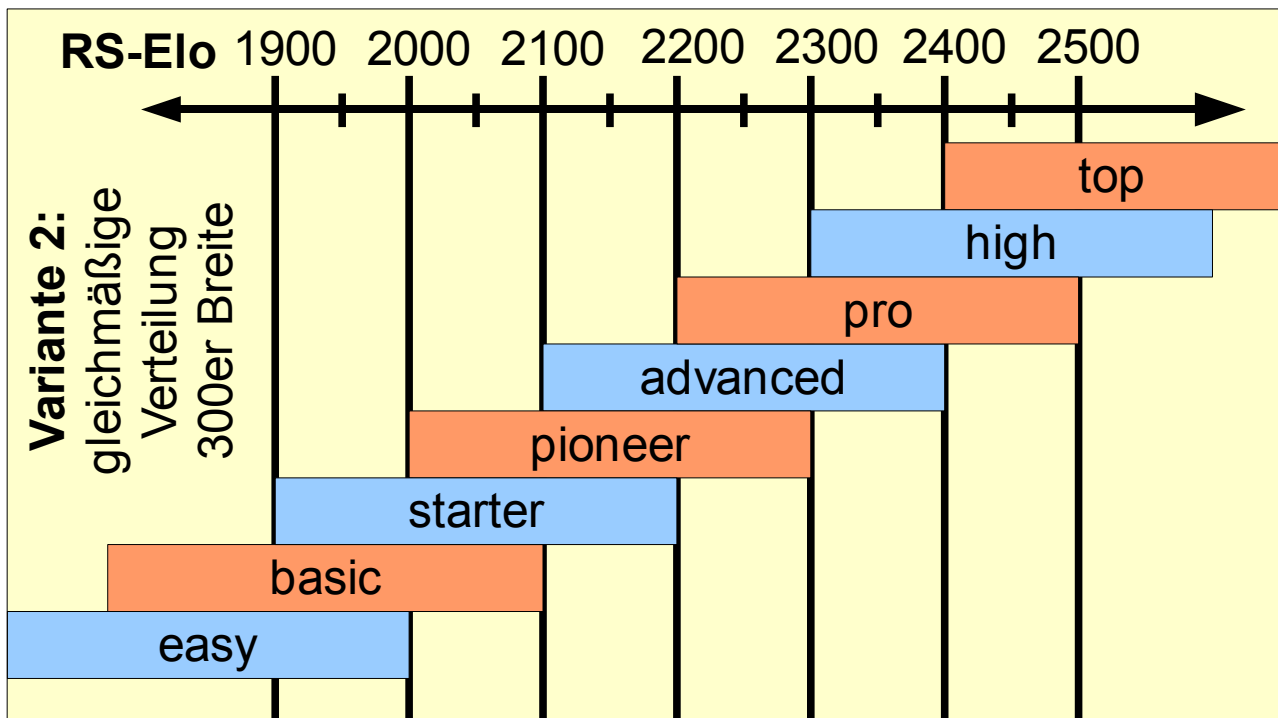 RS-Elo 1900 2000 2100 2200 2300 2400 2500
Variante 2:
gleichmäßige
Verteilung
300er Breite
top
high
pro
advanced
pioneer
starter
basic
easy